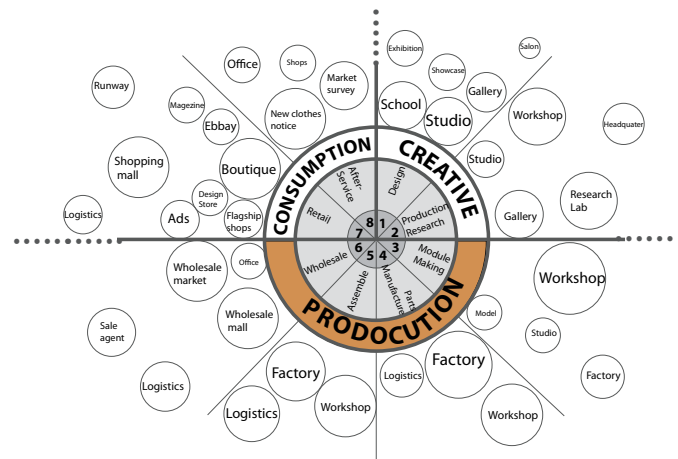 Exhibition
Salon
Office
Shops
Showcase
Market
survey
Runway
Gallery
Magezine
School
Workshop
New clothes
notice
Studio
Headquater
Ebbay
CONSUMPTION
CREATIVE
Shopping
mall
Boutique
Studio
After-
Service
Design
Design
Store
Research
Lab
Logistics
Ads
Flagship
shops
Retail
Production
Research
Gallery
8 1
7 2
6 3
5 4
Wholesale
market
Office
Wholesale
Module
Making
Workshop
Assemble
Parts
Manufacture
PRODOCUTION
Wholesale
mall
Model
Sale
agent
Studio
Factory
Factory
Logistics
Logistics
Factory
Logistics
Workshop
Workshop